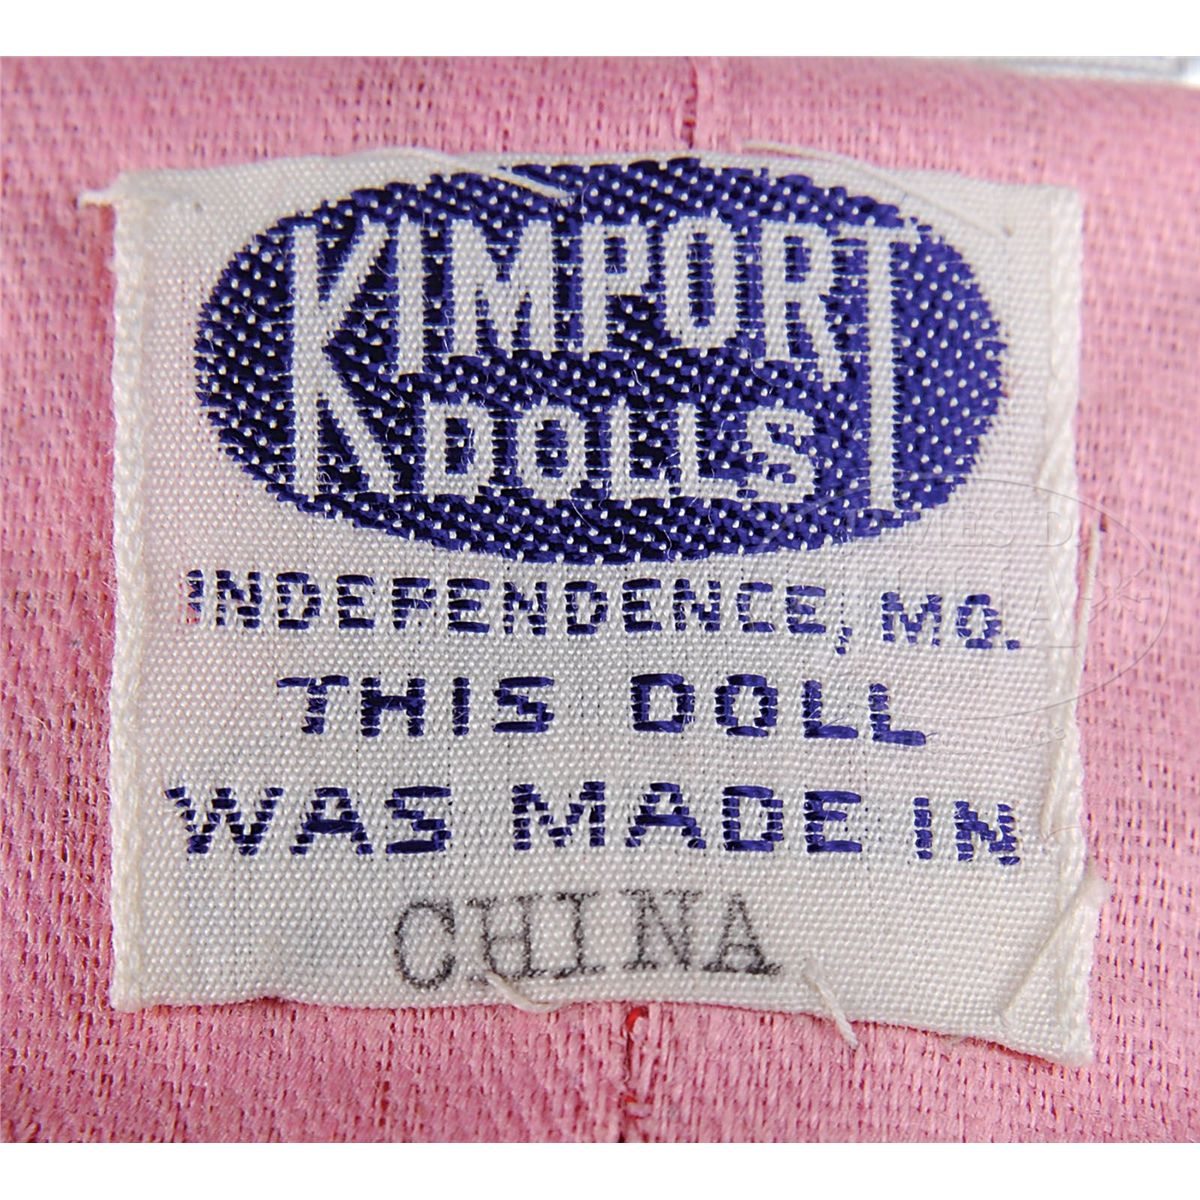 KIMPORT
DOLLS
INDEPENDENCE, MO.
THIS DOLL
WAS MADE IN
CHINA